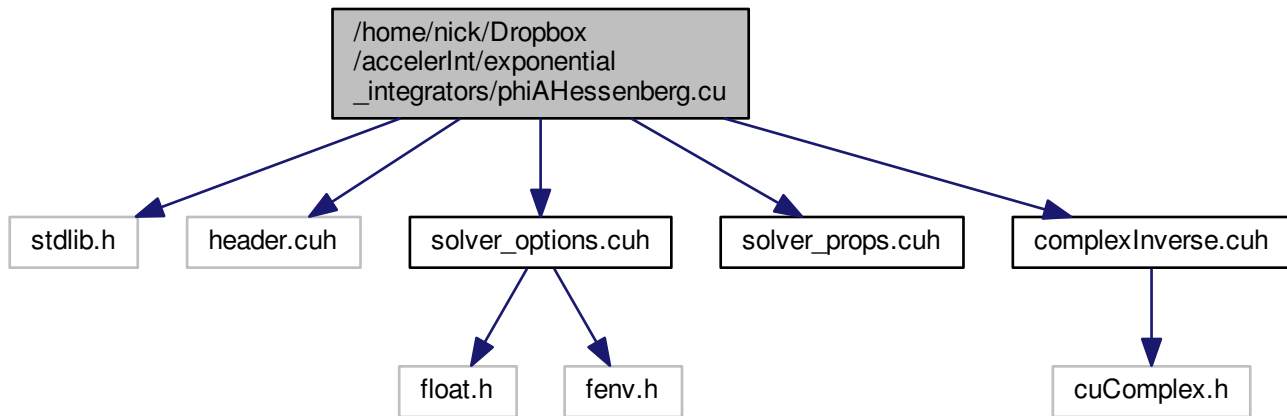 /home/nick/Dropbox
/accelerInt/exponential
_integrators/phiAHessenberg.cu
stdlib.h
header.cuh
solver_options.cuh
solver_props.cuh
complexInverse.cuh
float.h
fenv.h
cuComplex.h